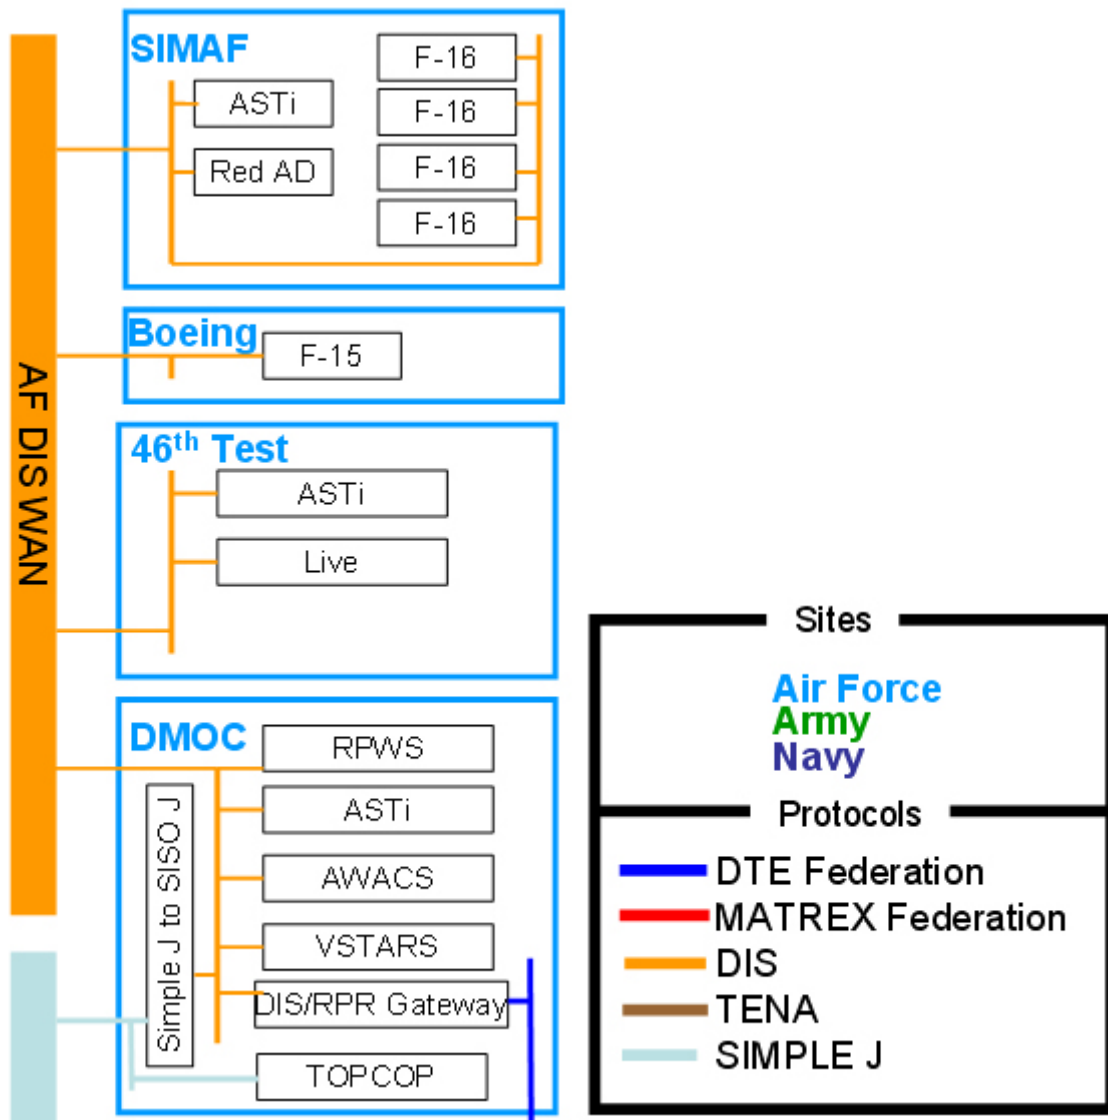 AF DISWAN
SIMAF
ASTi
Red AD
F-16
F-16
F-16
F-16
Boeing
F-15
46th Test
ASTi
Live
DMOC
Simple J to SISO J
RPWS
ASTi
AWACS
VSTARS
DIS/RPR Gateway
TOPCOP
Sites
Air Force
Army
Navy
Protocols
DTE Federation
MATREX Federation
DIS
TENA
SIMPLE J